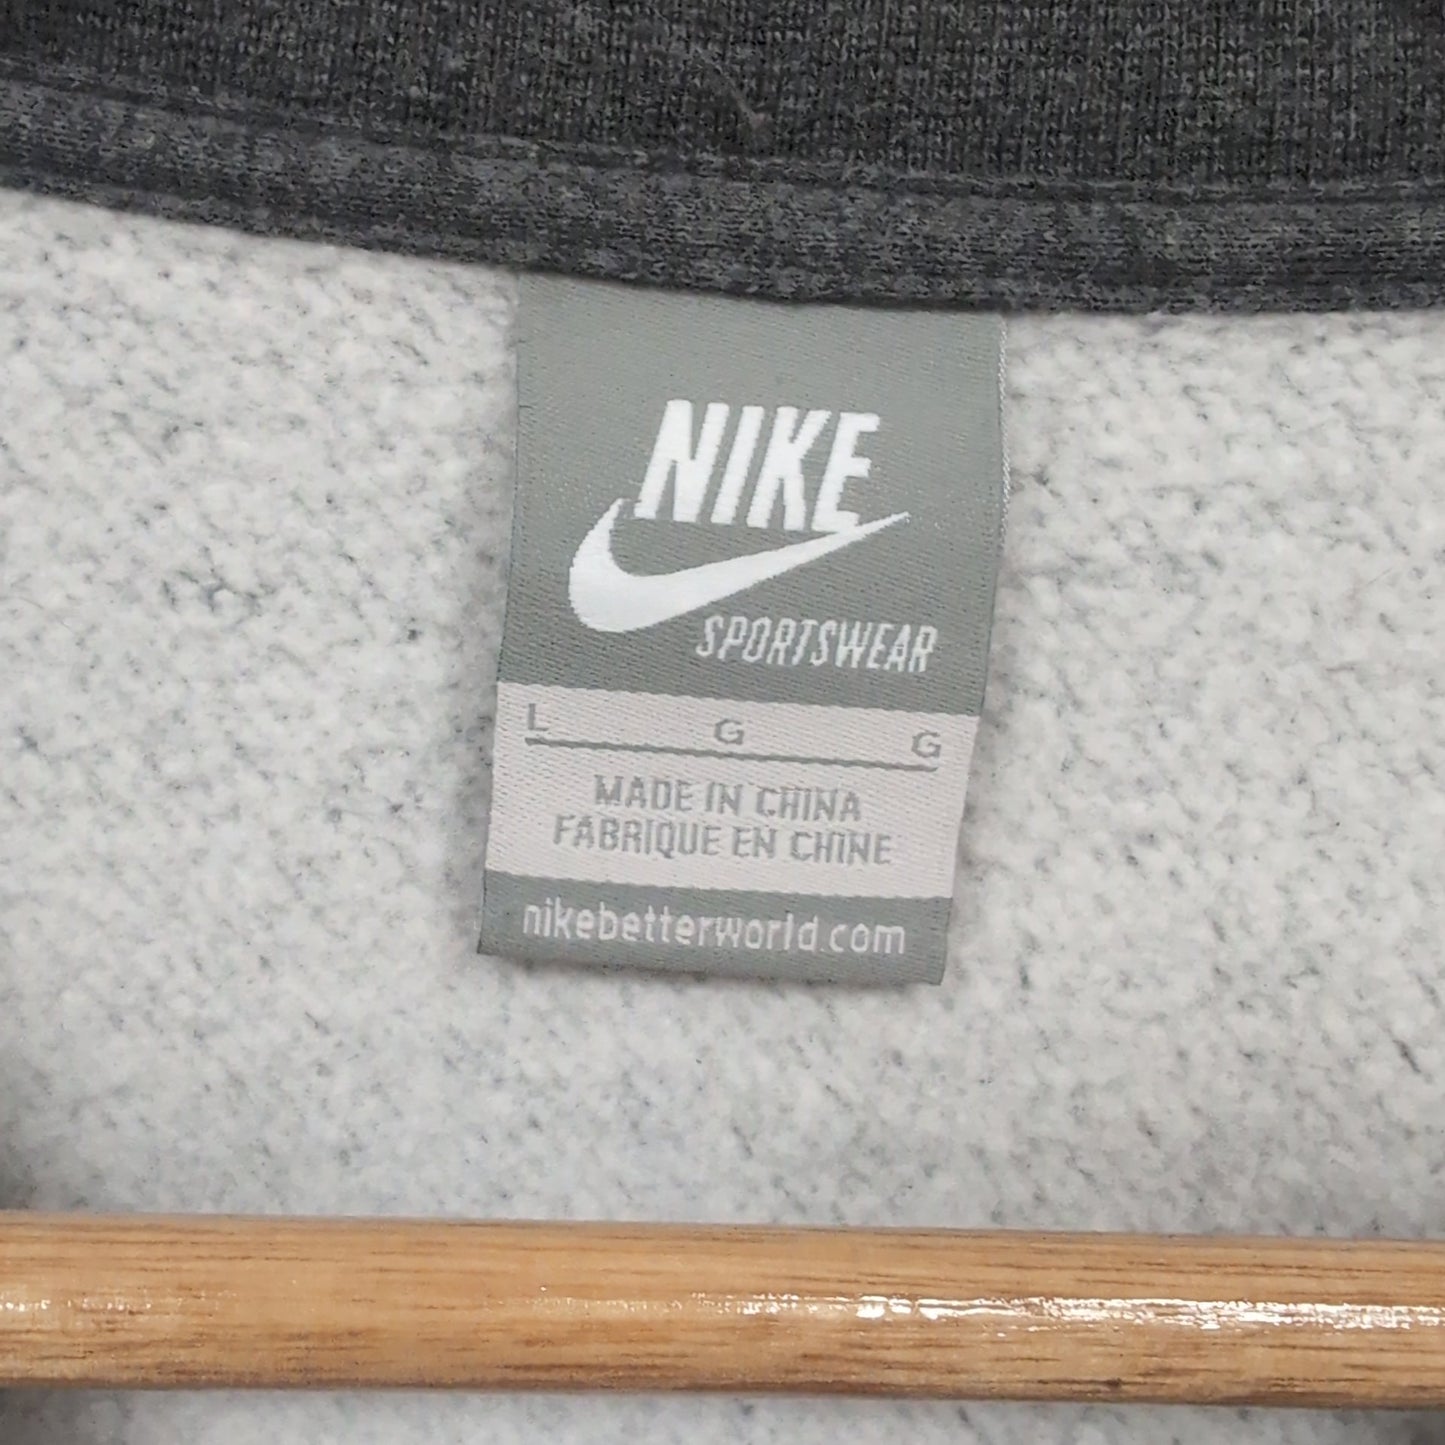 NIKE
SPORTSWEAR
L G G
MADE IN CHINA
FABRIQUE EN CHINE
nikebetterworld.com